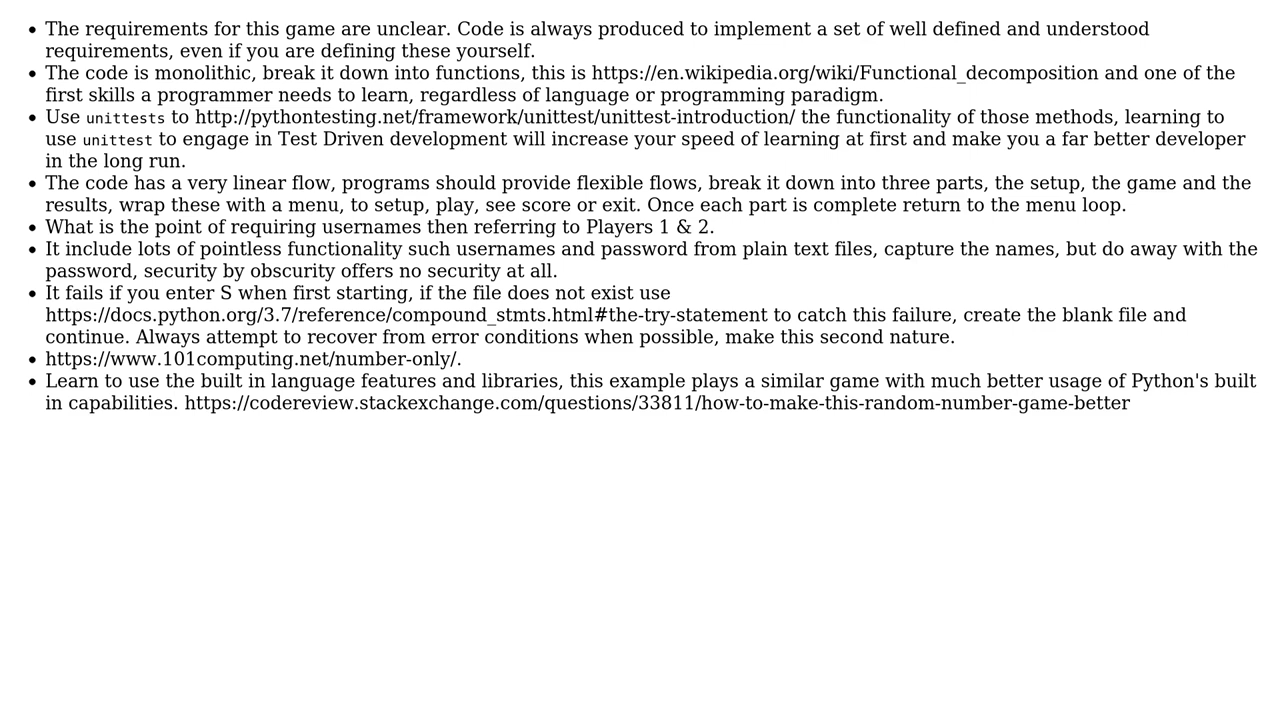 • The requirements for this game are unclear. Code is always produced to implement a set of well defined and understood
requirements, even if you are defining these yourself.
• The code is monolithic, break it down into functions, this is https://en.wikipedia.org/wiki/Functional_decomposition and one of the
first skills a programmer needs to learn, regardless of language or programming paradigm.
• Use unittests to http://pythontesting.net/framework/unittest/unittest-introduction/ the functionality of those methods, learning to
use unittest to engage in Test Driven development will increase your speed of learning at first and make you a far better developer
in the long run.
• The code has a very linear flow, programs should provide flexible flows, break it down into three parts, the setup, the game and the
results, wrap these with a menu, to setup, play, see score or exit. Once each part is complete return to the menu loop.
• What is the point of requiring usernames then referring to Players 1 & 2.
• It include lots of pointless functionality such usernames and password from plain text files, capture the names, but do away with the
password, security by obscurity offers no security at all.
• It fails if you enter S when first starting, if the file does not exist use
https://docs.python.org/3.7/reference/compound_stmts.html#the-try-statement to catch this failure, create the blank file and
continue. Always attempt to recover from error conditions when possible, make this second nature.
• https://www.101computing.net/number-only/.
• Learn to use the built in language features and libraries, this example plays a similar game with much better usage of Python's built
in capabilities. https://codereview.stackexchange.com/questions/33811/how-to-make-this-random-number-game-better